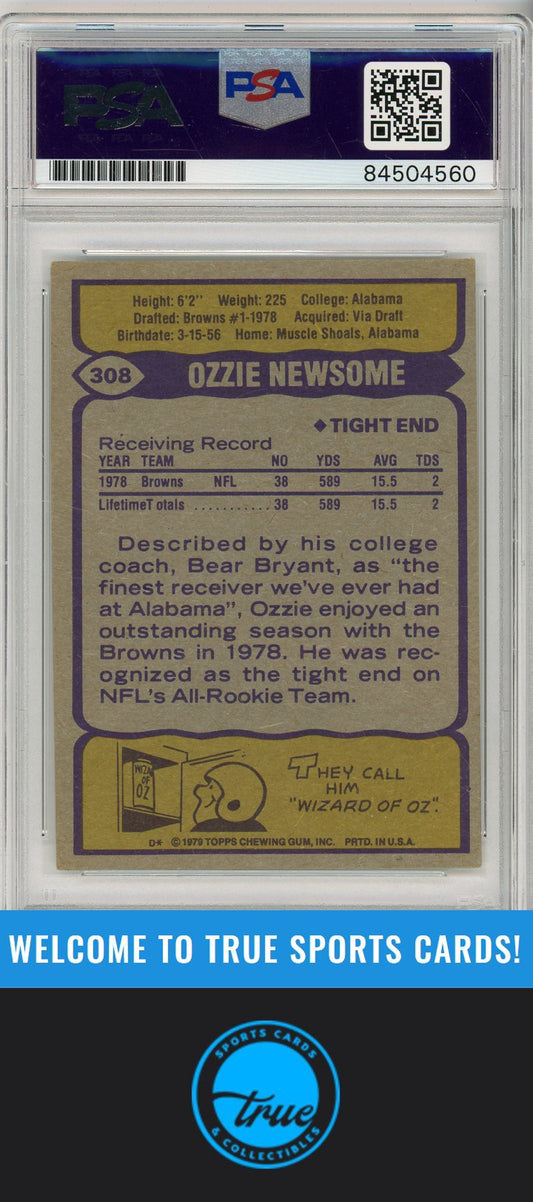 PSA
PSA
84504560
Height: 6'2" Weight: 225 College: Alabama
Drafted: Browns #1-1978 Acquired: Via Draft
Birthdate: 3-15-56 Home: Muscle Shoals, Alabama
308 OZZIE NEWSOME
◆TIGHT END
Receiving Record
YEAR TEAM NO YDS AVG TDS
1978 Browns NFL 38 589 15.5 2
LifetimeTotals ........... 38 589 15.5 2
Described by his college
coach, Bear Bryant, as "the
finest receiver we've ever had
at Alabama", Ozzie enjoyed an
outstanding season with the
Browns in 1978. He was rec-
ognized as the tight end on
NFL's All-Rookie Team.
WIZARD
OF
OZ
THEY CALL
HIM
"WIZARD OF OZ".
D* © 1979 TOPPS CHEWING GUM, INC. PRTD. IN U.S.A.
WELCOME TO TRUE SPORTS CARDS!
SPORTS CARDS
true
& COLLECTIBLES